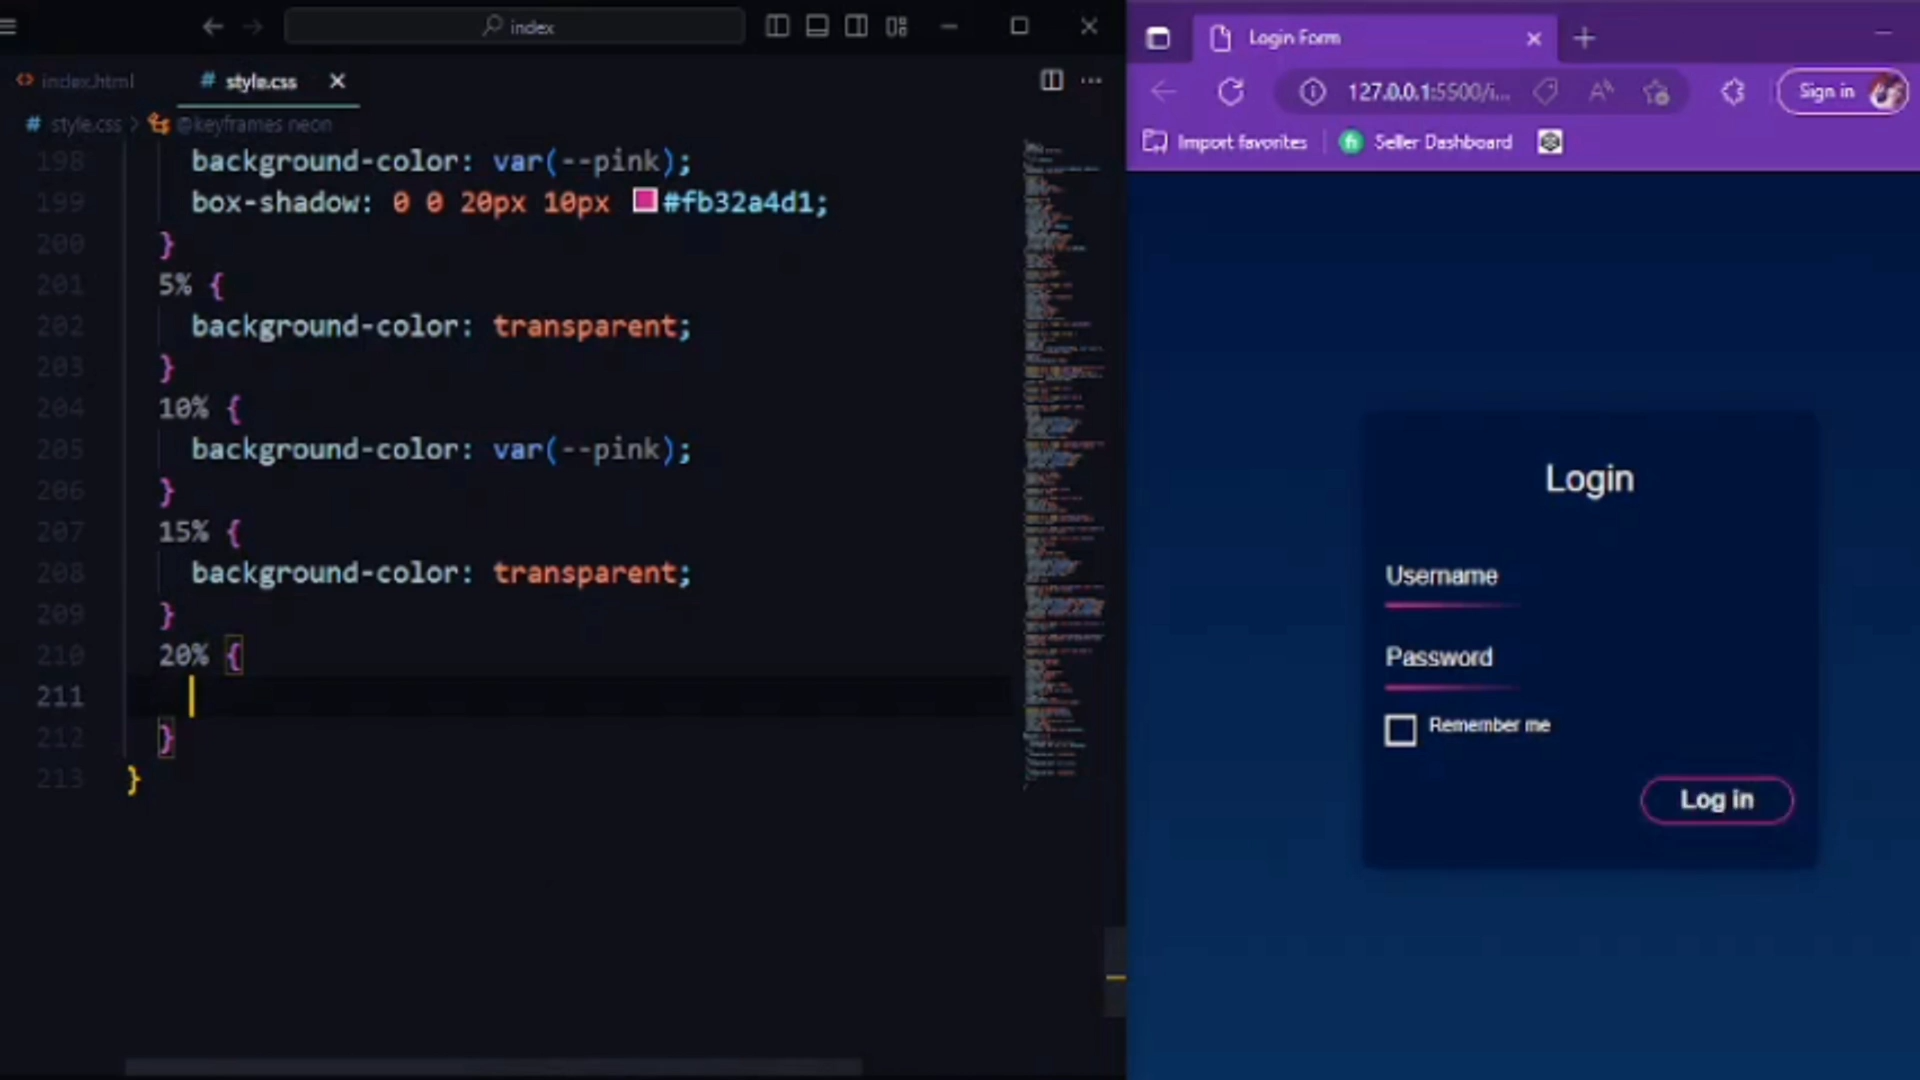 index
index.html
# style.css
# style.css > @keyframes neon
198 background-color: var(--pink);
199 box-shadow: 0 0 20px 10px #fb32a4d1;
200 }
201 5% {
202 background-color: transparent;
203 }
204 10% {
205 background-color: var(--pink);
206 }
207 15% {
208 background-color: transparent;
209 }
210 20% {
211
212 }
213 }
Login Form
127.0.0.1:5500/i...
Sign in
Import favorites
Seller Dashboard
Login
Username
Password
Remember me
Log in